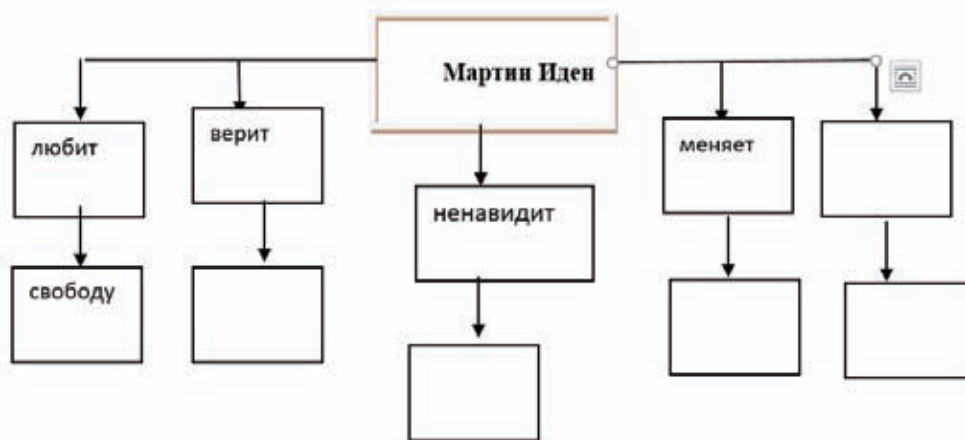 Мартин Иден
любит
верит
ненавидит
меняет
свободу